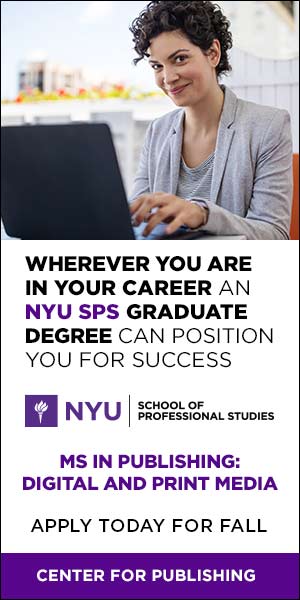 WHEREVER YOU ARE
IN YOUR CAREER AN
NYU SPS GRADUATE
DEGREE CAN POSITION
YOU FOR SUCCESS
NYU SCHOOL OF
PROFESSIONAL STUDIES
MS IN PUBLISHING:
DIGITAL AND PRINT MEDIA
APPLY TODAY FOR FALL
CENTER FOR PUBLISHING